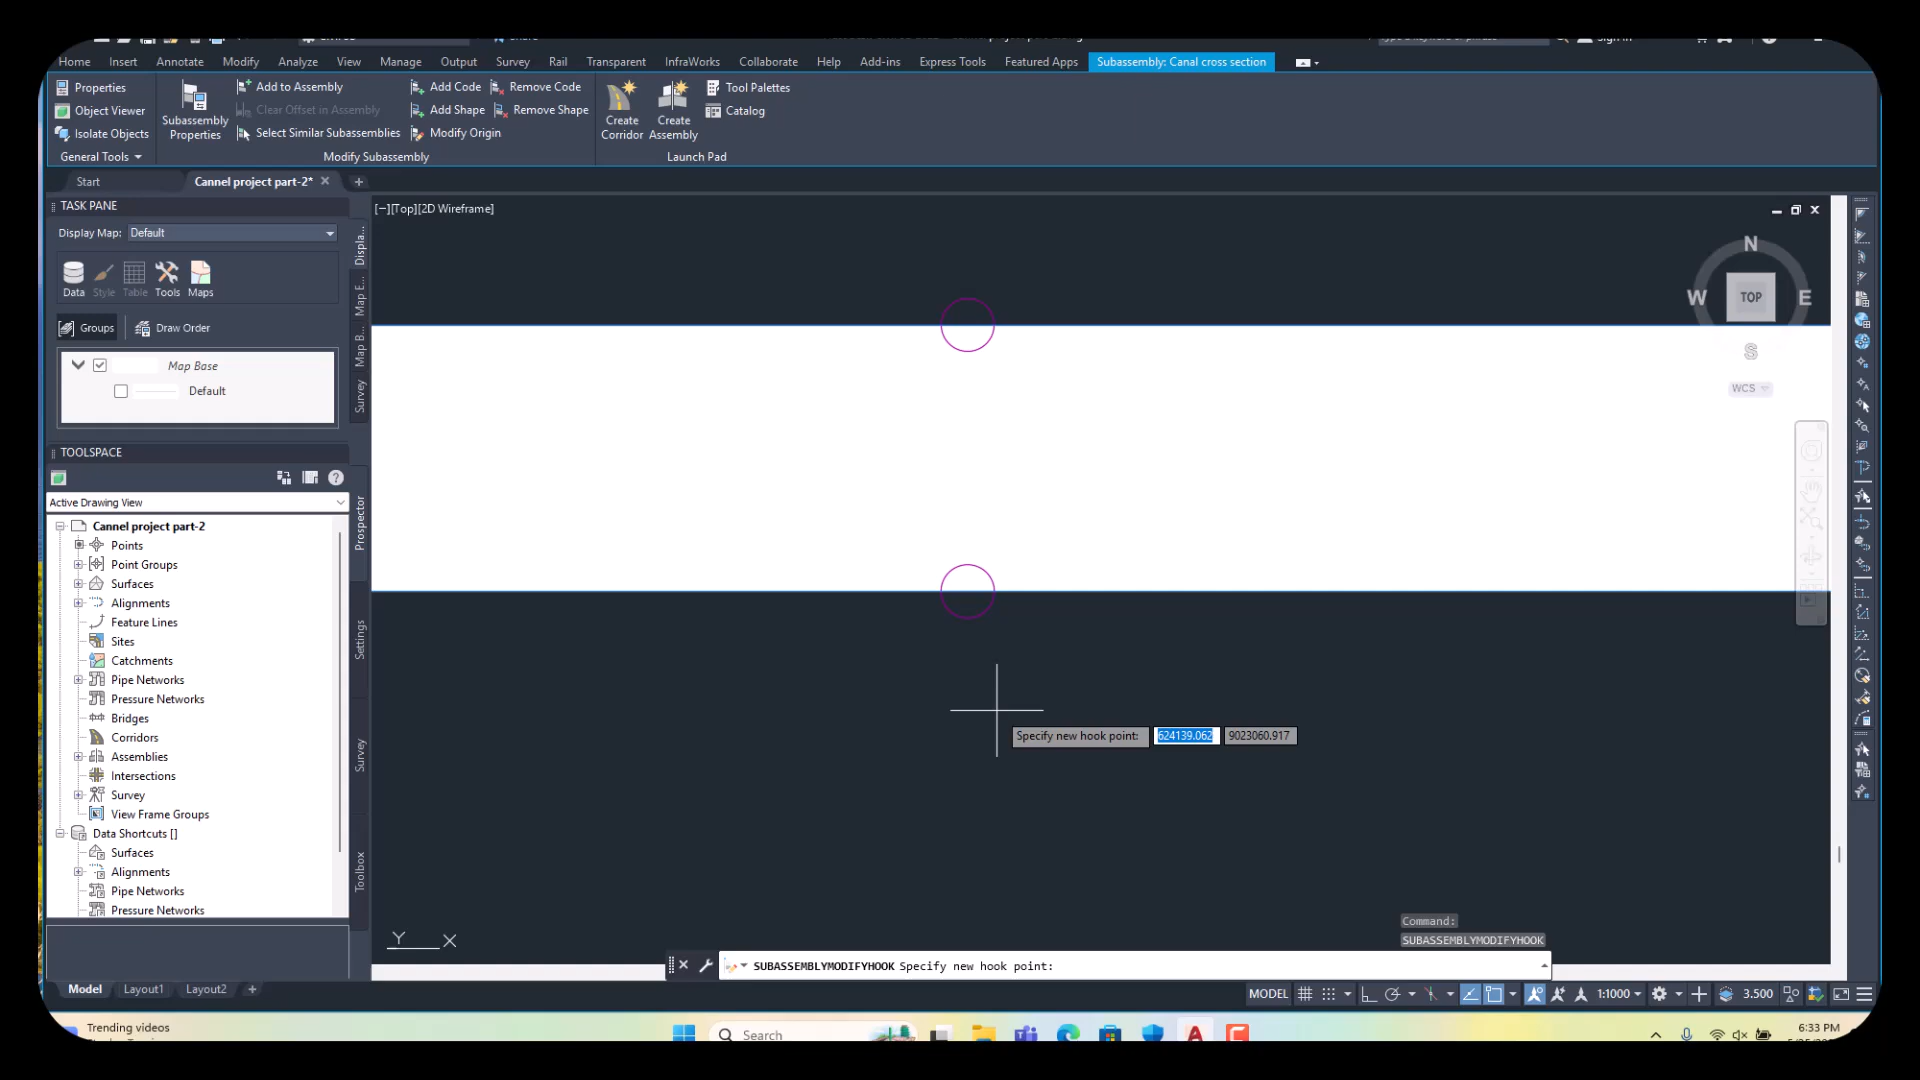 Home Insert Annotate Modify Analyze View Manage Output Survey Rail Transparent InfraWorks Collaborate Help Add-ins Express Tools Featured Apps Subassembly: Canal cross section
Properties
Object Viewer
Isolate Objects
General Tools
Subassembly
Properties
Add to Assembly
Clear Offset in Assembly
Select Similar Subassemblies
Add Code
Remove Code
Add Shape
Remove Shape
Modify Origin
Modify Subassembly
Create
Corridor
Create
Assembly
Tool Palettes
Catalog
Launch Pad
Start
Cannel project part-2*
TASK PANE
Display Map: Default
Data Style Table Tools Maps
Groups Draw Order
Map Base
Default
Displa...
Map E...
Map B...
Survey
TOOLSPACE
Active Drawing View
Cannel project part-2
Points
Point Groups
Surfaces
Alignments
Feature Lines
Sites
Catchments
Pipe Networks
Pressure Networks
Bridges
Corridors
Assemblies
Intersections
Survey
View Frame Groups
Data Shortcuts []
Surfaces
Alignments
Pipe Networks
Pressure Networks
Prospector
Settings
Survey
Toolbox
[−][Top][2D Wireframe]
N
W TOP E
S
WCS
Specify new hook point: 624139.062 9023060.917
Y X
Command:
SUBASSEMBLYMODIFYHOOK
SUBASSEMBLYMODIFYHOOK Specify new hook point:
Model Layout1 Layout2
MODEL 1:1000 3.500
Trending videos
Search
6:33 PM